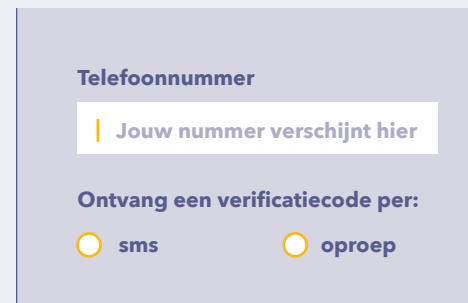 Telefoonnummer
Jouw nummer verschijnt hier
Ontvang een verificatiecode per:
sms oproep